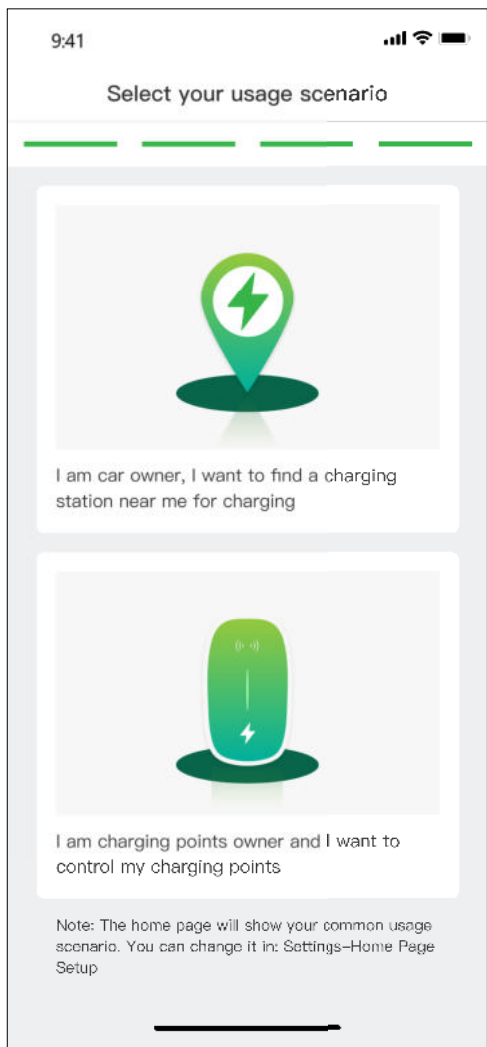 9:41
Select your usage scenario
I am car owner, I want to find a charging
station near me for charging
I am charging points owner and I want to
control my charging points
Note: The home page will show your common usage
scenario. You can change it in: Settings-Home Page
Setup